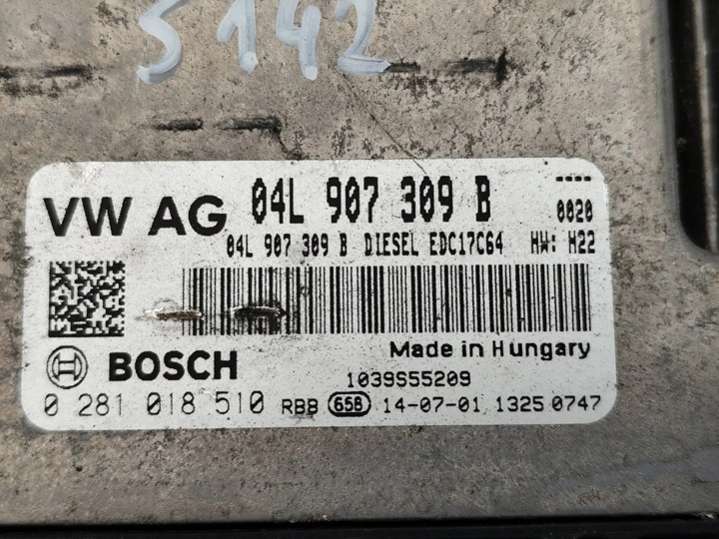 5142
VW AG 04L 907 309 B ----
0020
04L 907 309 B DIESEL EDC17C64 HW: H22
BOSCH Made in Hungary
1039S55209
0 281 018 510 RBB 658 14-07-01 1325 0747